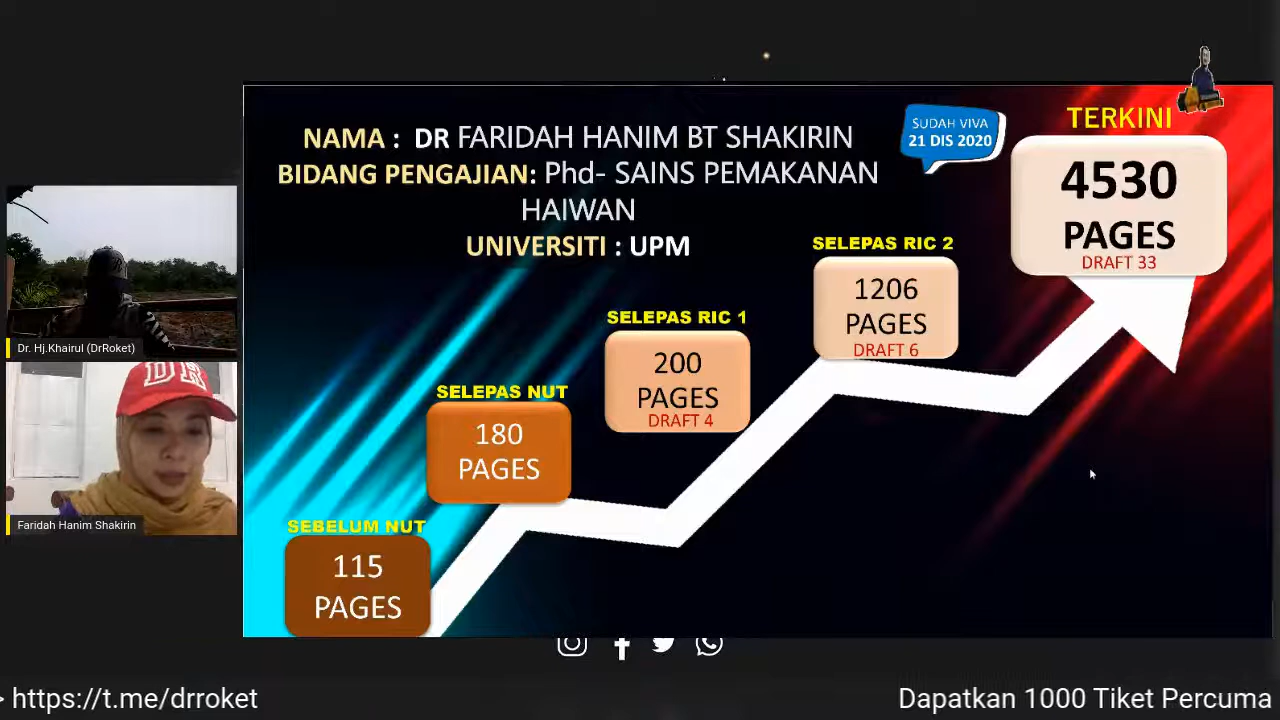 NAMA : DR FARIDAH HANIM BT SHAKIRIN
BIDANG PENGAJIAN: Phd- SAINS PEMAKANAN
HAIWAN
UNIVERSITI : UPM
SUDAH VIVA
21 DIS 2020
TERKINI
4530
PAGES
DRAFT 33
SELEPAS RIC 2
1206
PAGES
DRAFT 6
SELEPAS RIC 1
200
PAGES
DRAFT 4
SELEPAS NUT
180
PAGES
SEBELUM NUT
115
PAGES
Dr. Hj.Khairul (DrRoket)
DR
Faridah Hanim Shakirin
> https://t.me/drroket
Dapatkan 1000 Tiket Percuma